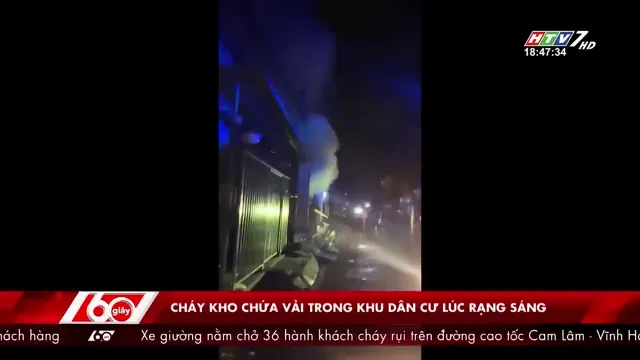 HTV7 HD
18:47:34
60 giây
CHÁY KHO CHỨA VẢI TRONG KHU DÂN CƯ LÚC RẠNG SÁNG
hách hàng 60 Xe giường nằm chở 36 hành khách cháy rụi trên đường cao tốc Cam Lâm - Vĩnh H